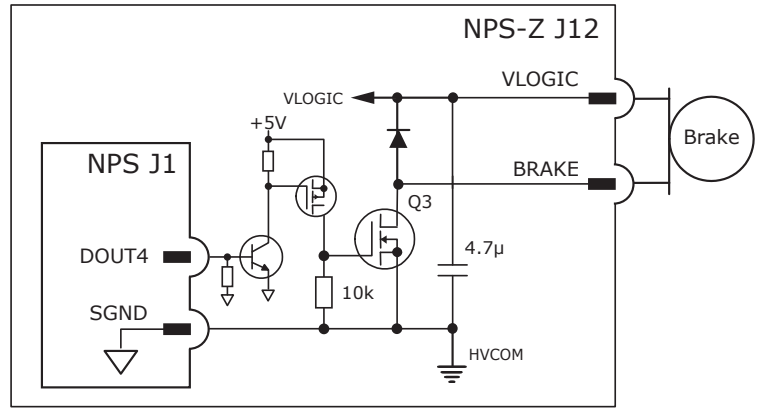 NPS-Z J12
VLOGIC
VLOGIC
+5V
Brake
NPS J1
BRAKE
Q3
DOUT4
4.7µ
10k
SGND
HVCOM